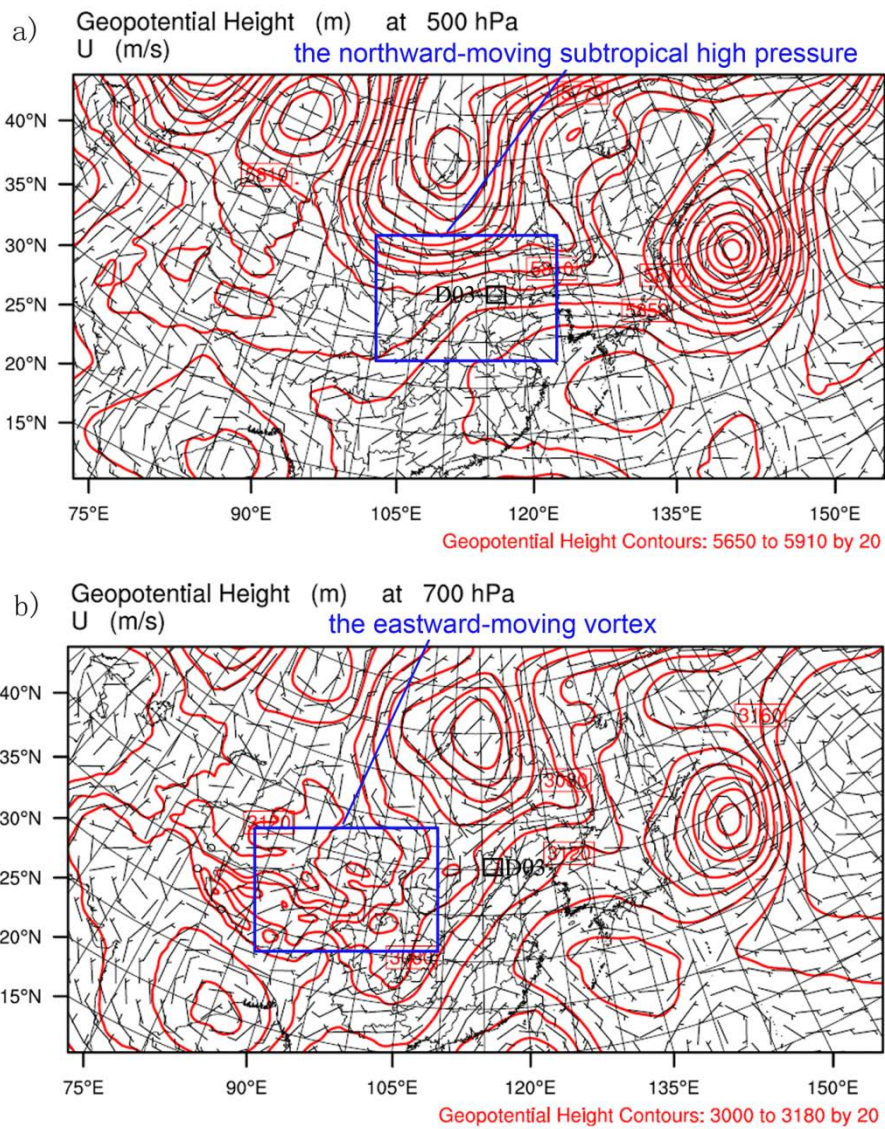 a)
Geopotential Height (m) at 500 hPa
U (m/s)
the northward-moving subtropical high pressure
40°N
35°N
30°N
25°N
20°N
15°N
5810
5810
5850
D03
75°E 90°E 105°E 120°E 135°E 150°E
Geopotential Height Contours: 5650 to 5910 by 20
b)
Geopotential Height (m) at 700 hPa
U (m/s)
the eastward-moving vortex
40°N
35°N
30°N
25°N
20°N
15°N
3160
3080
3120
3120
D03
75°E 90°E 105°E 120°E 135°E 150°E
Geopotential Height Contours: 3000 to 3180 by 20